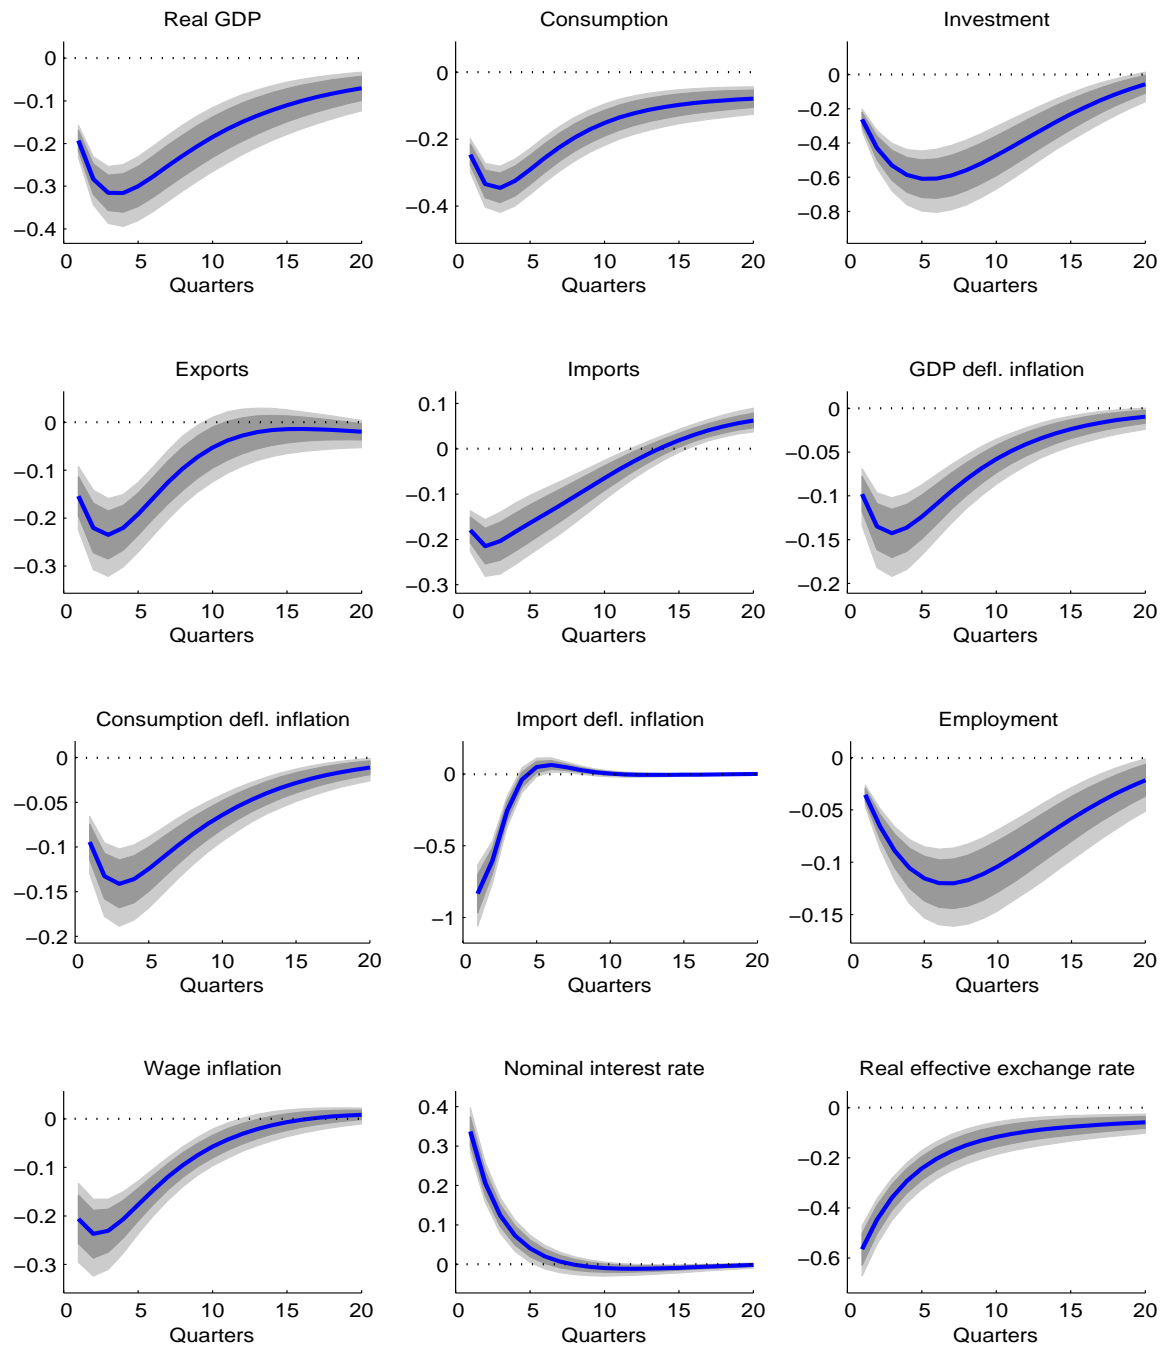 Real GDP
0
−0.1
−0.2
−0.3
−0.4
0 5 10 15 20
Quarters
Consumption
0
−0.2
−0.4
0 5 10 15 20
Quarters
Investment
0
−0.2
−0.4
−0.6
−0.8
0 5 10 15 20
Quarters
Exports
0
−0.1
−0.2
−0.3
0 5 10 15 20
Quarters
Imports
0.1
0
−0.1
−0.2
−0.3
0 5 10 15 20
Quarters
GDP defl. inflation
0
−0.05
−0.1
−0.15
−0.2
0 5 10 15 20
Quarters
Consumption defl. inflation
0
−0.05
−0.1
−0.15
−0.2
0 5 10 15 20
Quarters
Import defl. inflation
0
−0.5
−1
0 5 10 15 20
Quarters
Employment
0
−0.05
−0.1
−0.15
0 5 10 15 20
Quarters
Wage inflation
0
−0.1
−0.2
−0.3
0 5 10 15 20
Quarters
Nominal interest rate
0.4
0.3
0.2
0.1
0
0 5 10 15 20
Quarters
Real effective exchange rate
0
−0.2
−0.4
−0.6
0 5 10 15 20
Quarters